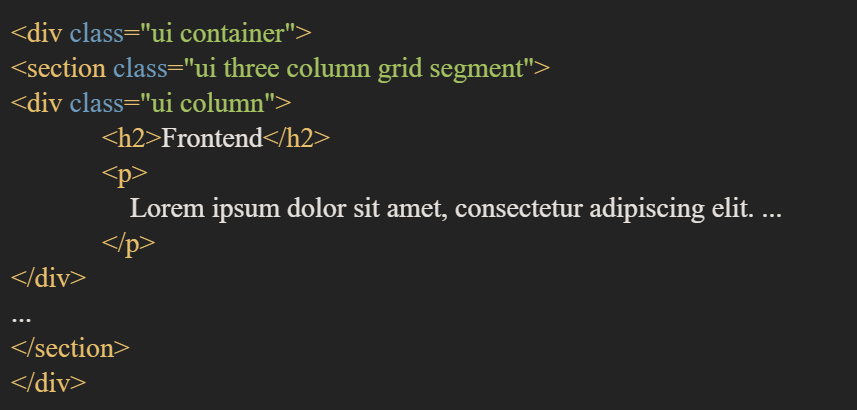 <div class="ui container">
<section class="ui three column grid segment">
<div class="ui column">
<h2>Frontend</h2>
<p>
Lorem ipsum dolor sit amet, consectetur adipiscing elit. ...
</p>
</div>
...
</section>
</div>